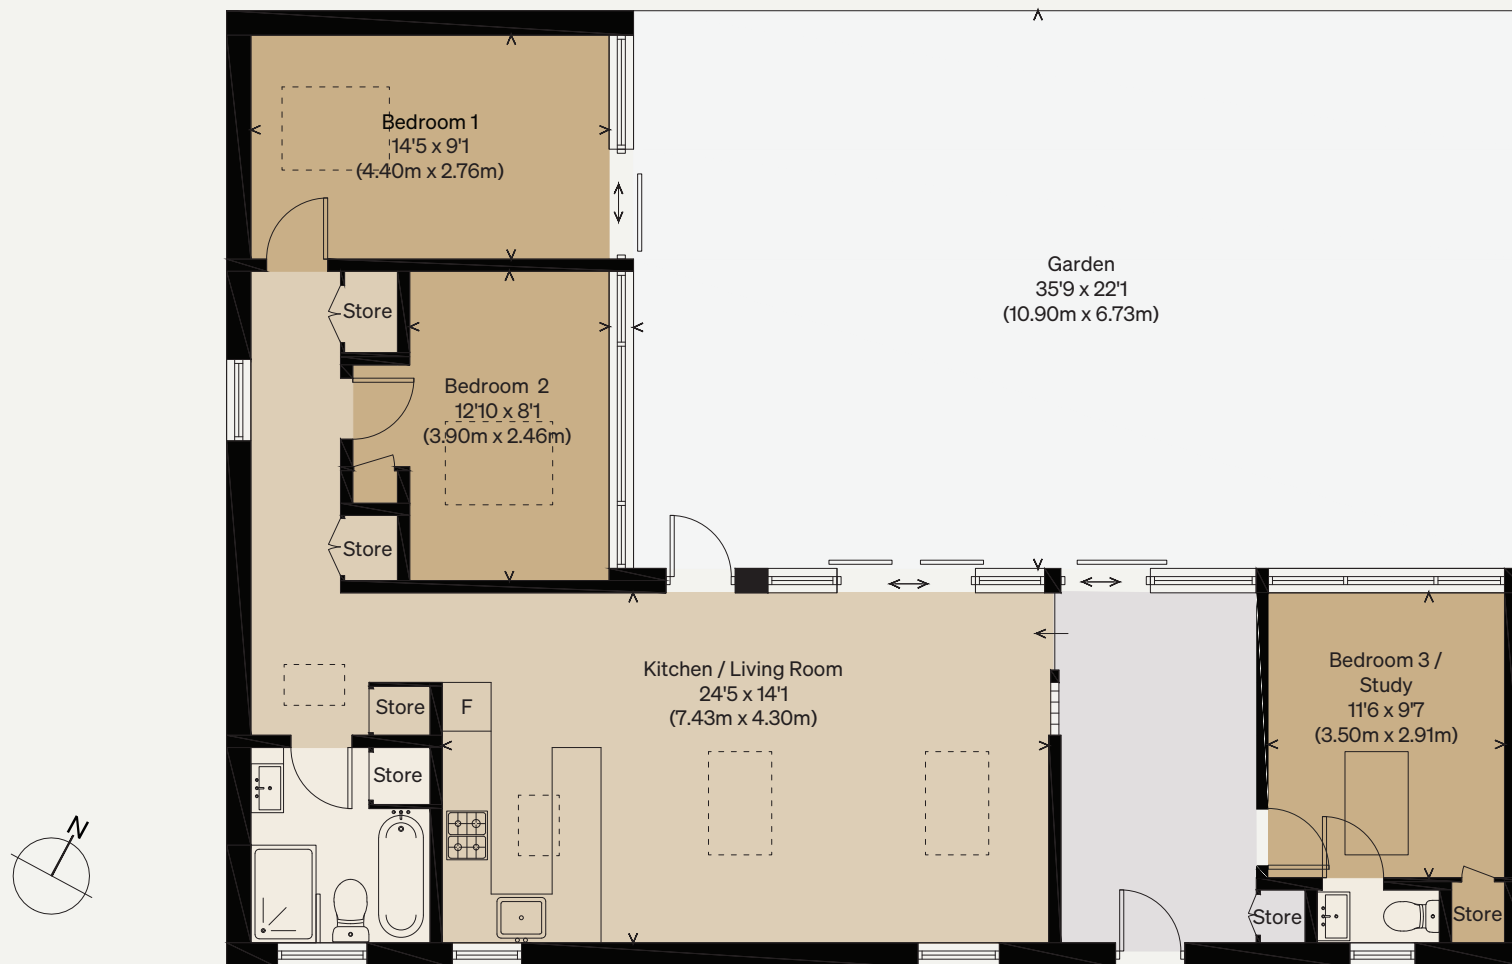 Bedroom 1
14'5 x 9'1
(4.40m x 2.76m)
Garden
35'9 x 22'1
(10.90m x 6.73m)
Store
Bedroom 2
12'10 x 8'1
(3.90m x 2.46m)
Store
Kitchen / Living Room
24'5 x 14'1
(7.43m x 4.30m)
Bedroom 3 /
Study
11'6 x 9'7
(3.50m x 2.91m)
Store
F
Store
N
Store
Store